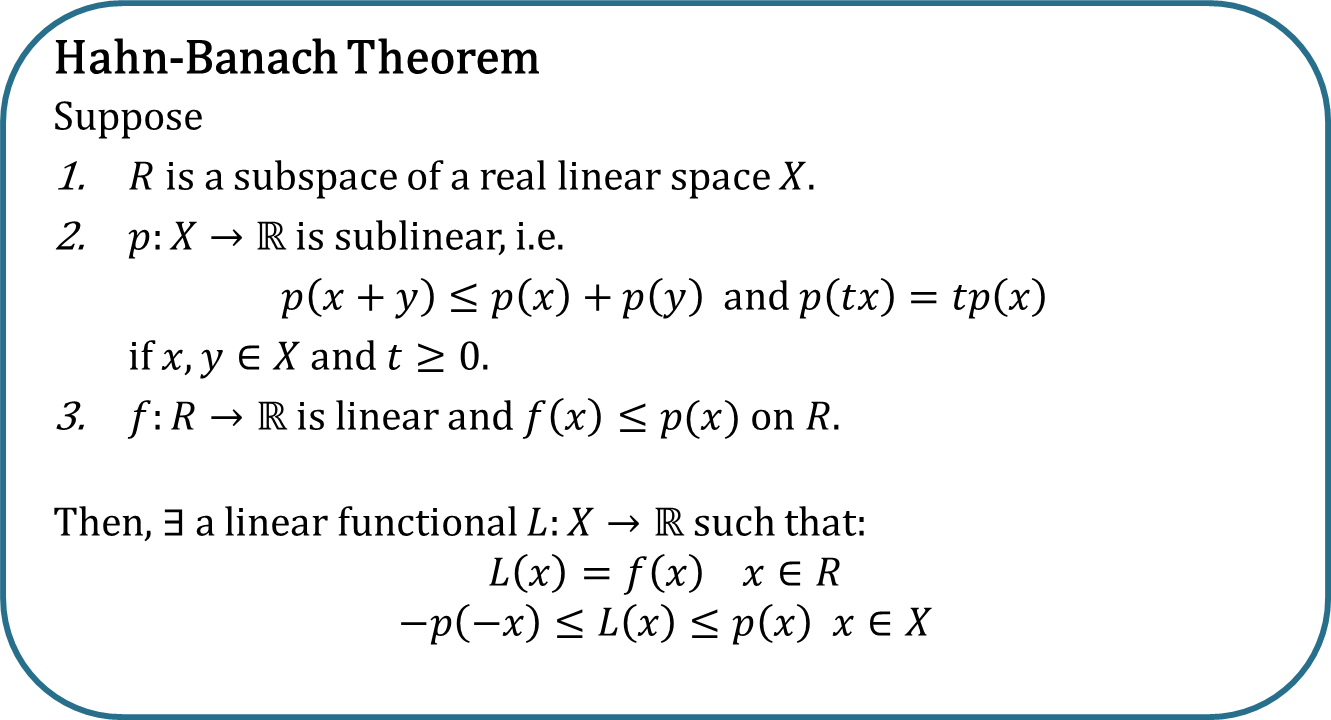 Hahn-Banach Theorem
Suppose
1. R is a subspace of a real linear space X.
2. p: X → ℝ is sublinear, i.e.
p(x + y) ≤ p(x) + p(y) and p(tx) = tp(x)
if x, y ∈ X and t ≥ 0.
3. f: R → ℝ is linear and f(x) ≤ p(x) on R.
Then, ∃ a linear functional L: X → ℝ such that:
L(x) = f(x) x ∈ R
−p(−x) ≤ L(x) ≤ p(x) x ∈ X